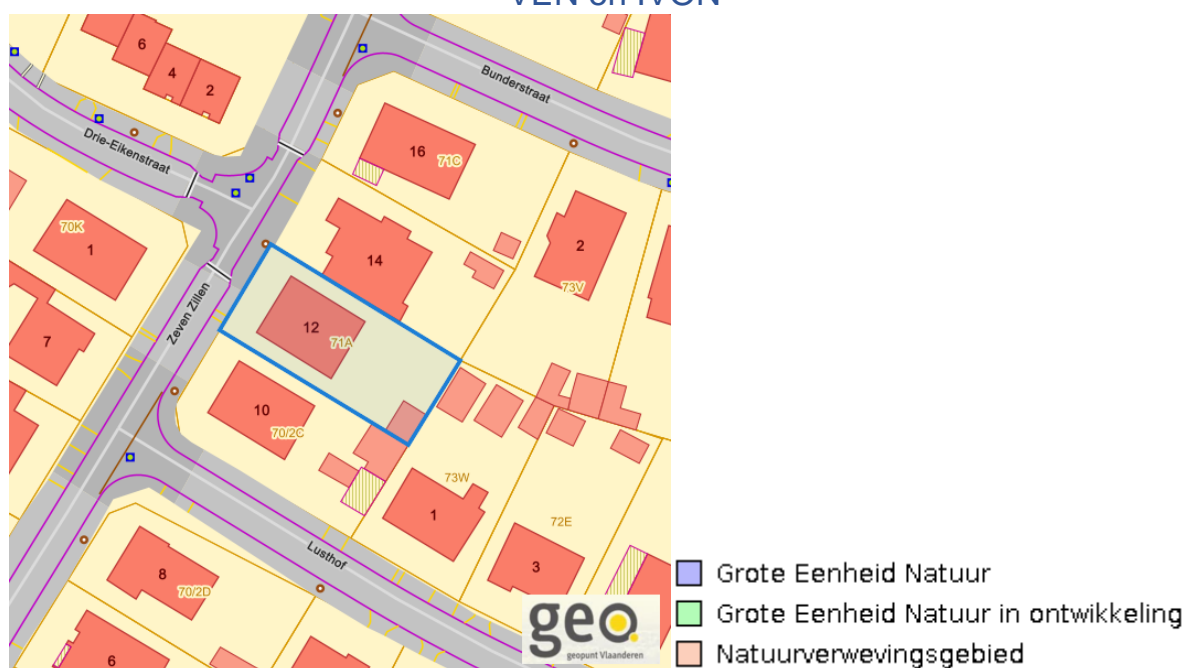 VEN en IVON
6
4
2
Bunderstraat
Drie-Eikenstraat
16
71C
70K
1
2
14
73V
Zeven Zillen
12
71A
7
10
70/2C
73W
1
72E
3
Lusthof
8
70/2D
6
geo
geopunt Vlaanderen
Grote Eenheid Natuur
Grote Eenheid Natuur in ontwikkeling
Natuurverwevingsgebied